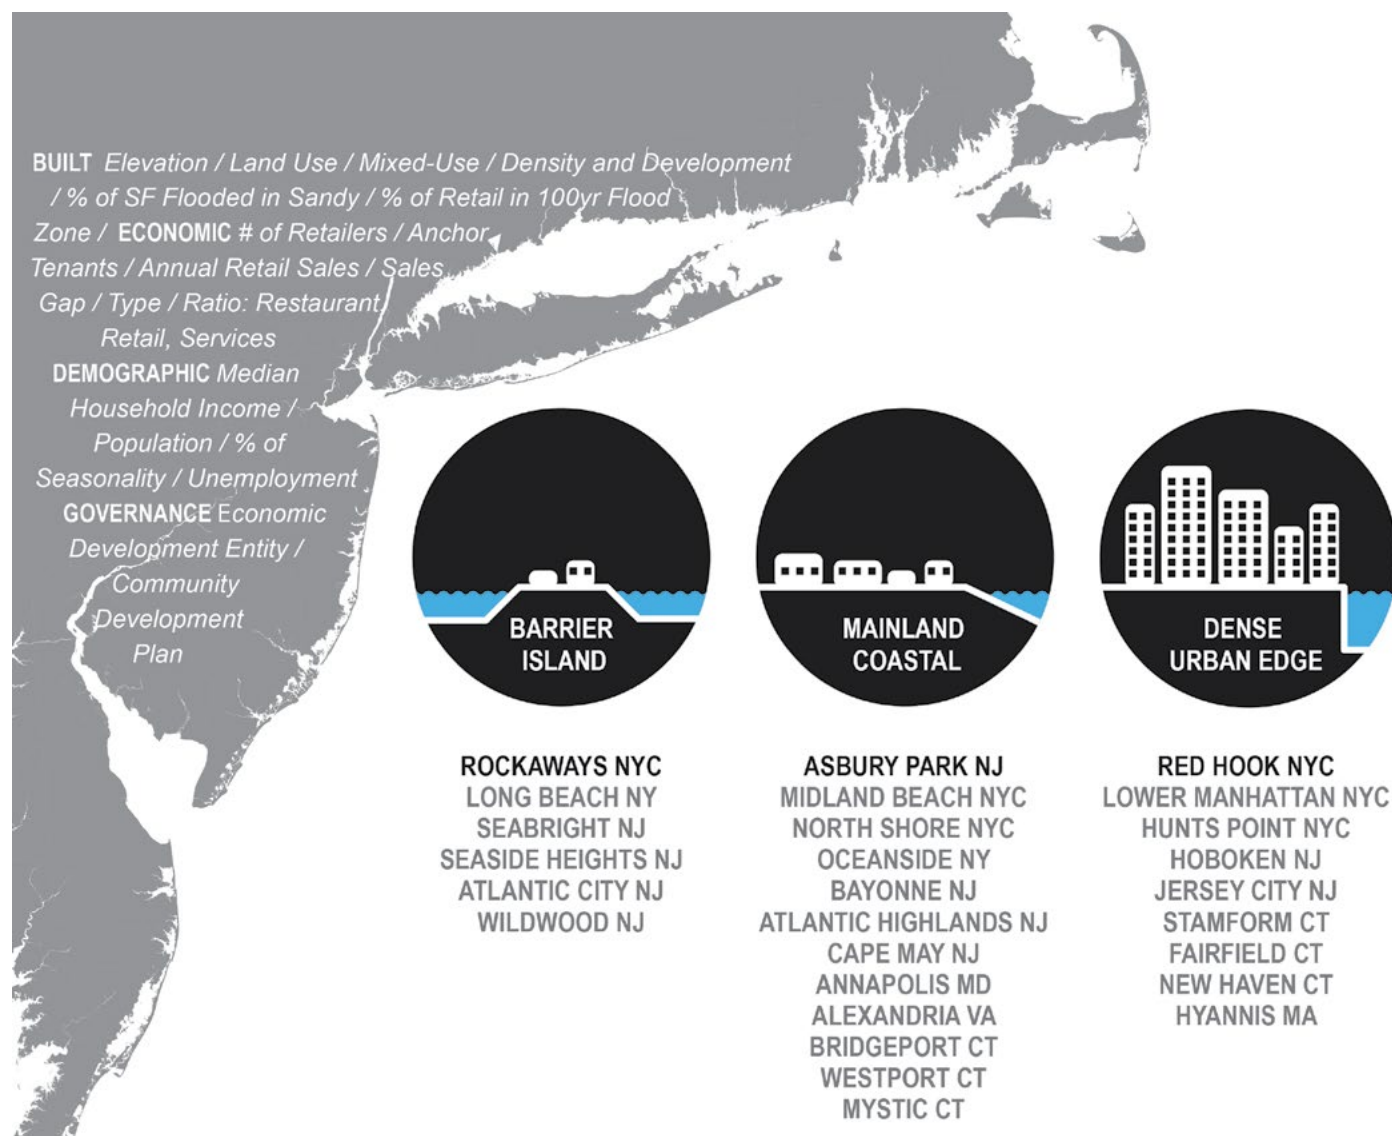 BUILT Elevation / Land Use / Mixed-Use / Density and Development
/ % of SF Flooded in Sandy / % of Retail in 100yr Flood
Zone / ECONOMIC # of Retailers / Anchor
Tenants / Annual Retail Sales / Sales
Gap / Type / Ratio: Restaurant,
Retail, Services
DEMOGRAPHIC Median
Household Income /
Population / % of
Seasonality / Unemployment
GOVERNANCE Economic
Development Entity /
Community
Development
Plan
BARRIER
ISLAND
ROCKAWAYS NYC
LONG BEACH NY
SEABRIGHT NJ
SEASIDE HEIGHTS NJ
ATLANTIC CITY NJ
WILDWOOD NJ
MAINLAND
COASTAL
ASBURY PARK NJ
MIDLAND BEACH NYC
NORTH SHORE NYC
OCEANSIDE NY
BAYONNE NJ
ATLANTIC HIGHLANDS NJ
CAPE MAY NJ
ANNAPOLIS MD
ALEXANDRIA VA
BRIDGEPORT CT
WESTPORT CT
MYSTIC CT
DENSE
URBAN EDGE
RED HOOK NYC
LOWER MANHATTAN NYC
HUNTS POINT NYC
HOBOKEN NJ
JERSEY CITY NJ
STAMFORM CT
FAIRFIELD CT
NEW HAVEN CT
HYANNIS MA